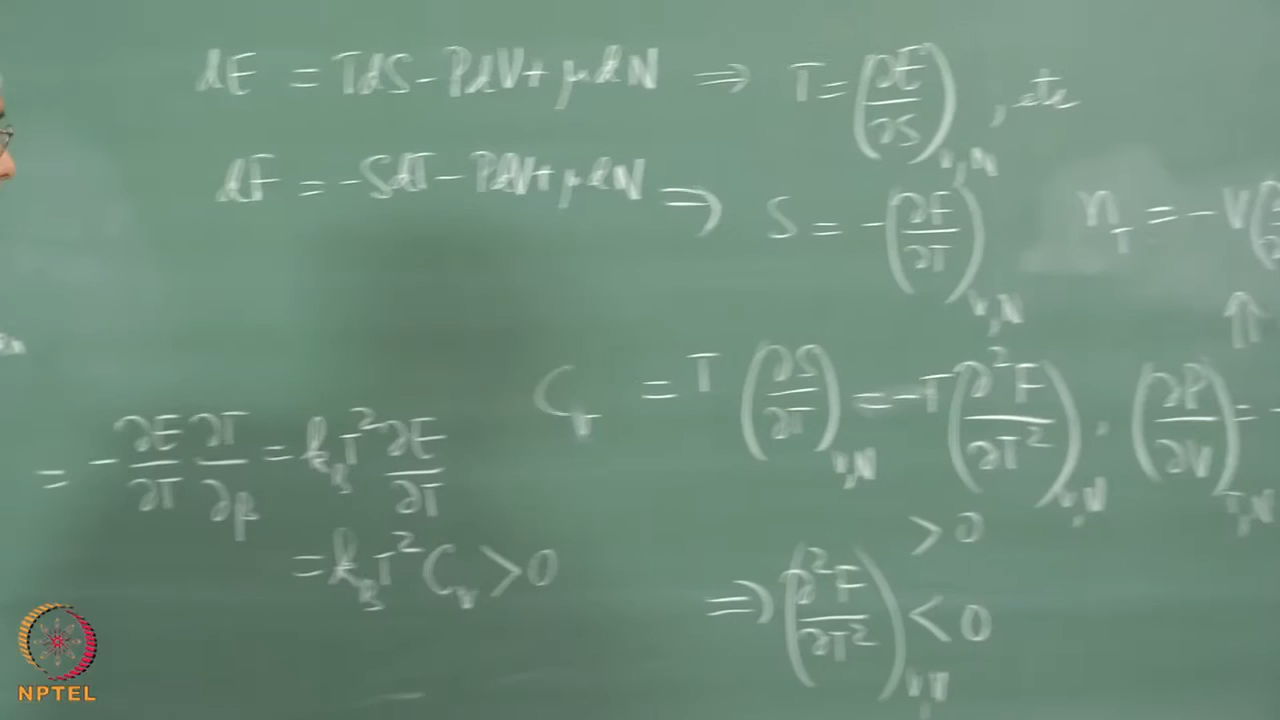 dE = TdS - PdV + μdN ⇒ T = (∂E/∂S)_{V,N} , etc
dF = -SdT - PdV + μdN ⇒ S = -(∂F/∂T)_{V,N}
= -V
C_V = T (∂S/∂T)_{V,N} = -T (∂²F/∂T²)_{V,N} . (∂P/∂V)_{T,N} = -
> 0
= - ∂E/∂T ∂T/∂β = k_B T² ∂E/∂T
= k_B T² C_V > 0
⇒ (∂²F/∂T²)_{V,N} < 0
NPTEL